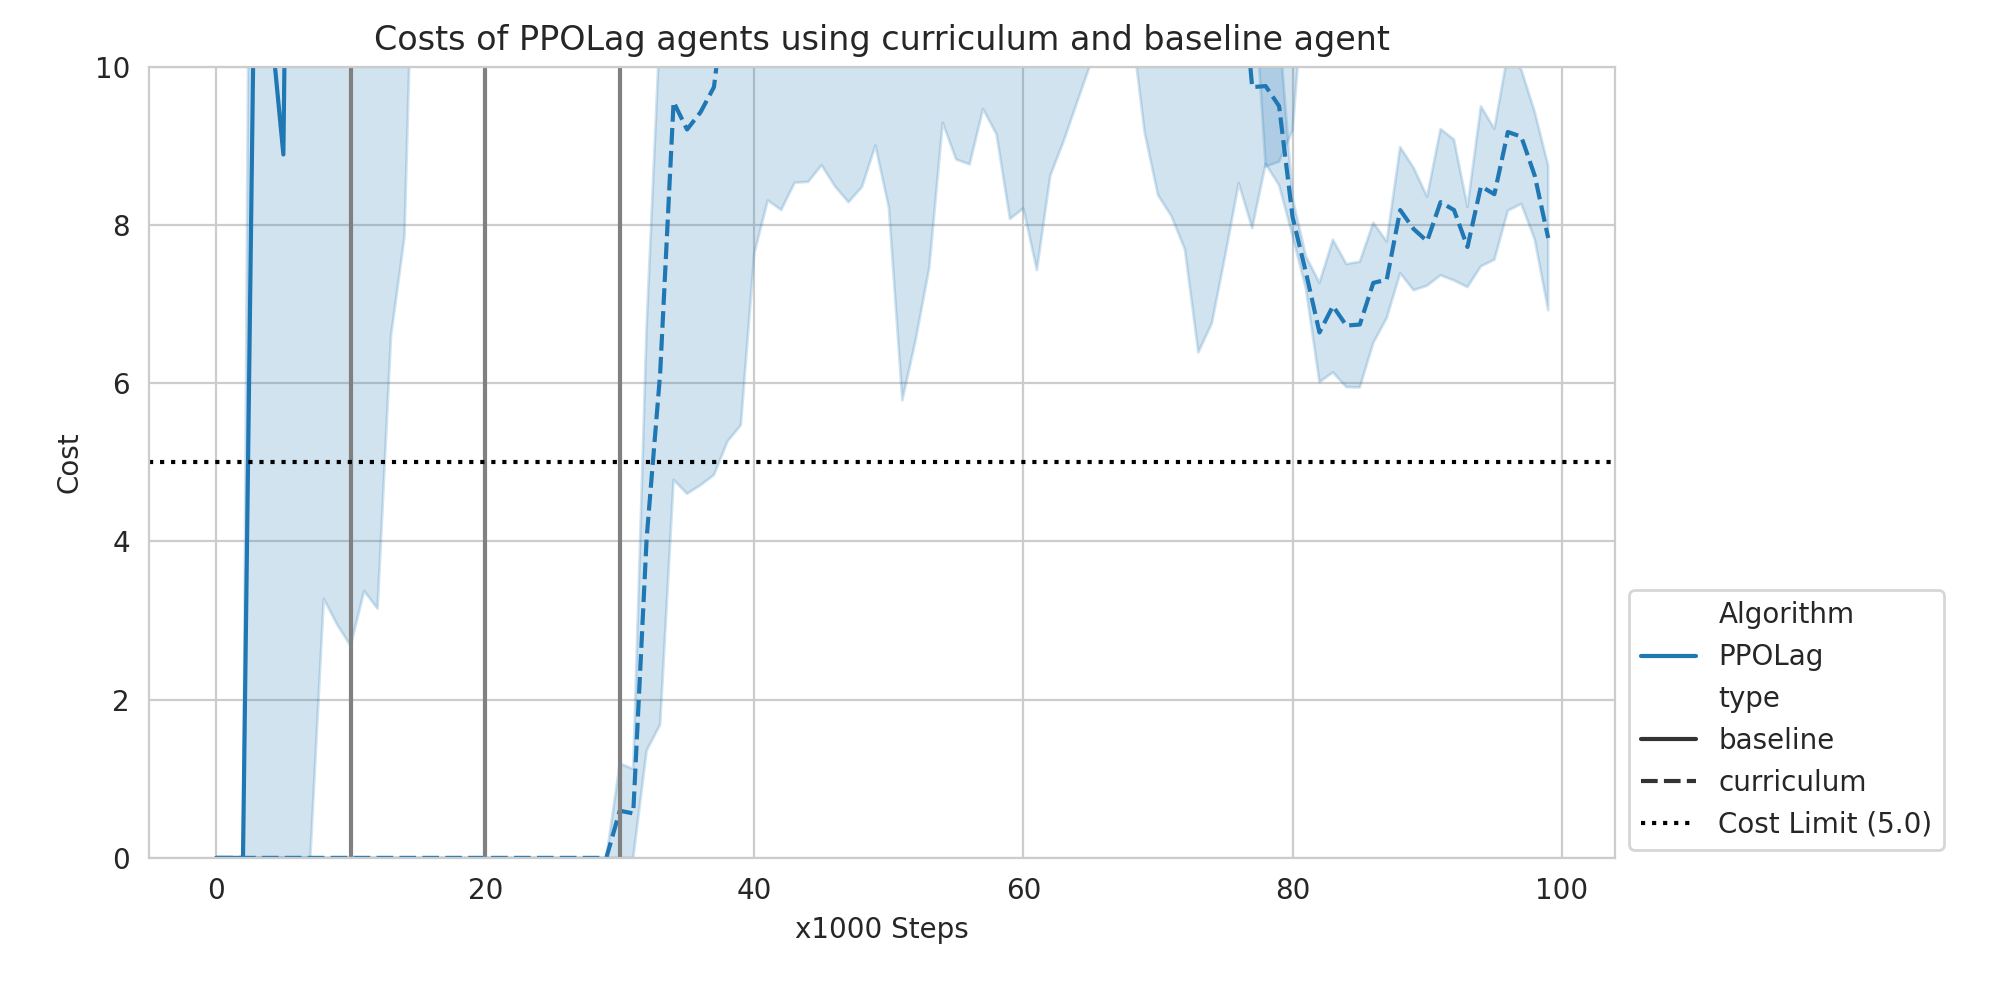 Costs of PPOLag agents using curriculum and baseline agent
10
8
6
4
2
0
Cost
0 20 40 60 80 100
x1000 Steps
Algorithm
PPOLag
type
baseline
curriculum
Cost Limit (5.0)